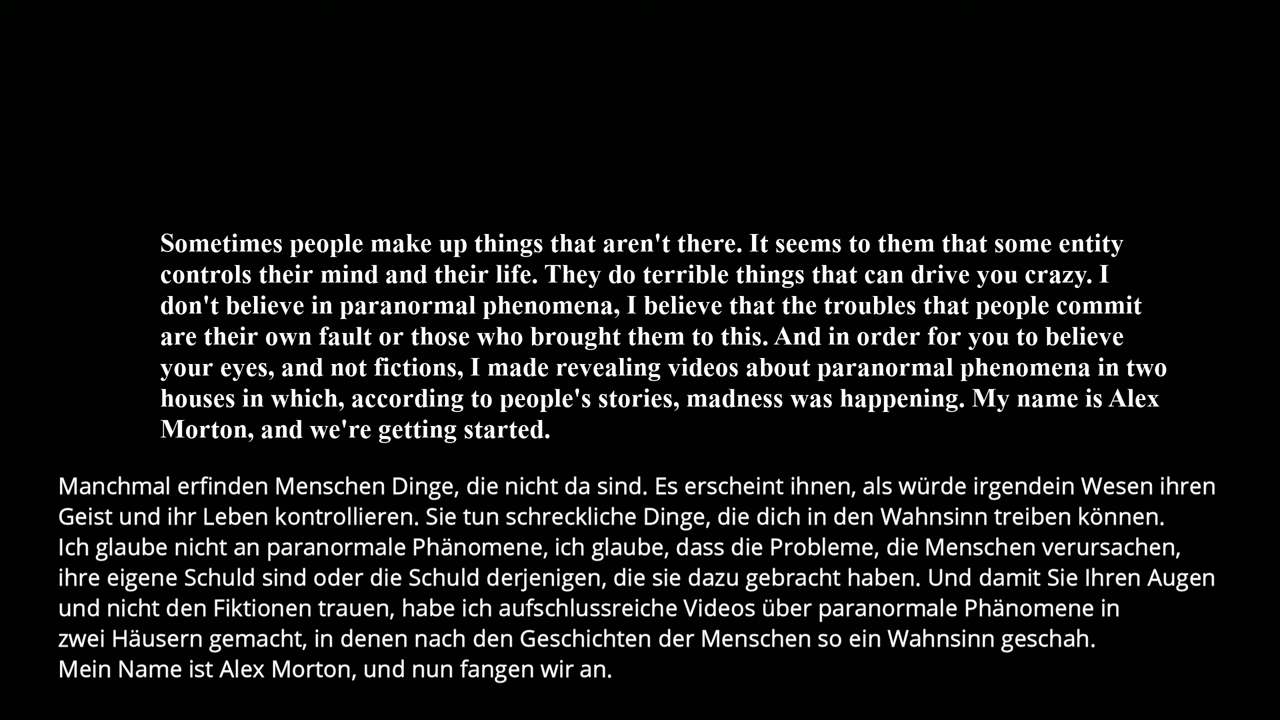 Sometimes people make up things that aren't there. It seems to them that some entity
controls their mind and their life. They do terrible things that can drive you crazy. I
don't believe in paranormal phenomena, I believe that the troubles that people commit
are their own fault or those who brought them to this. And in order for you to believe
your eyes, and not fictions, I made revealing videos about paranormal phenomena in two
houses in which, according to people's stories, madness was happening. My name is Alex
Morton, and we're getting started.
Manchmal erfinden Menschen Dinge, die nicht da sind. Es erscheint ihnen, als würde irgendein Wesen ihren
Geist und ihr Leben kontrollieren. Sie tun schreckliche Dinge, die dich in den Wahnsinn treiben können.
Ich glaube nicht an paranormale Phänomene, ich glaube, dass die Probleme, die Menschen verursachen,
ihre eigene Schuld sind oder die Schuld derjenigen, die sie dazu gebracht haben. Und damit Sie Ihren Augen
und nicht den Fiktionen trauen, habe ich aufschlussreiche Videos über paranormale Phänomene in
zwei Häusern gemacht, in denen nach den Geschichten der Menschen so ein Wahnsinn geschah.
Mein Name ist Alex Morton, und nun fangen wir an.